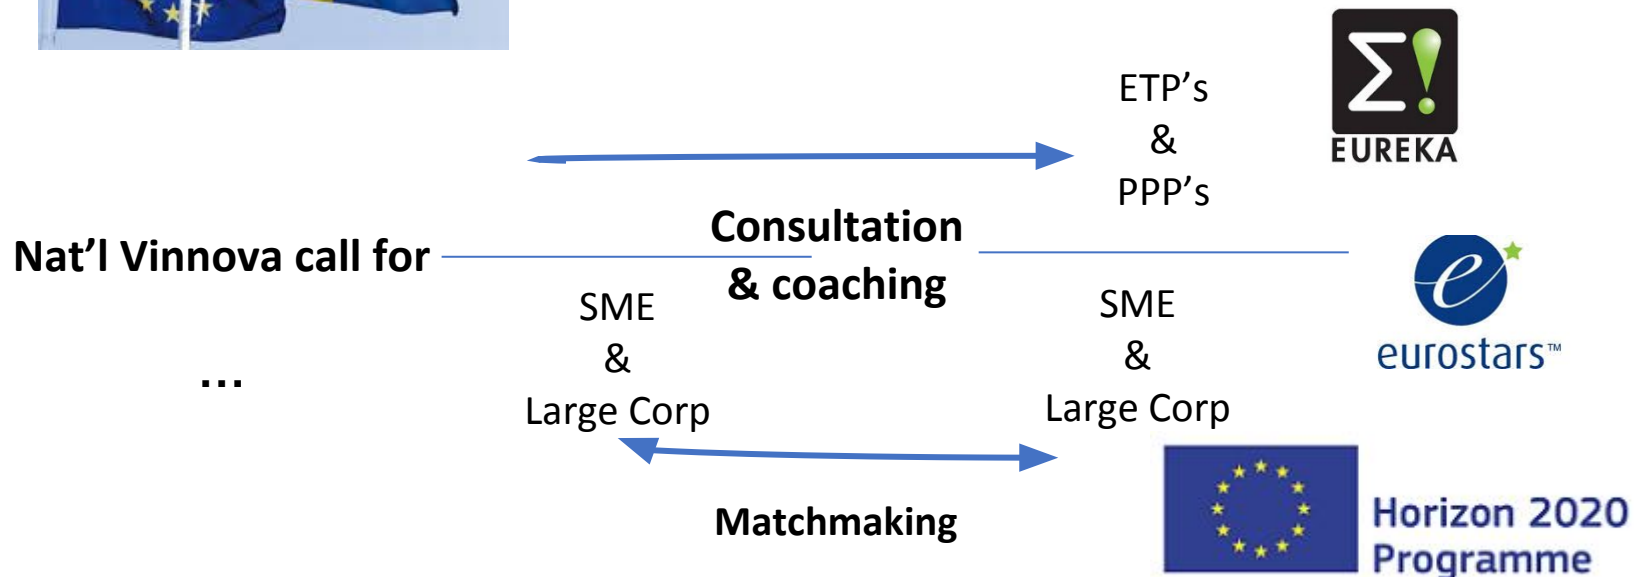 ETP’s
&
PPP’s
Σ!
EUREKA
Nat’l Vinnova call for
...
Consultation
& coaching
SME
&
Large Corp
SME
&
Large Corp
e
eurostars™
Matchmaking
Horizon 2020
Programme